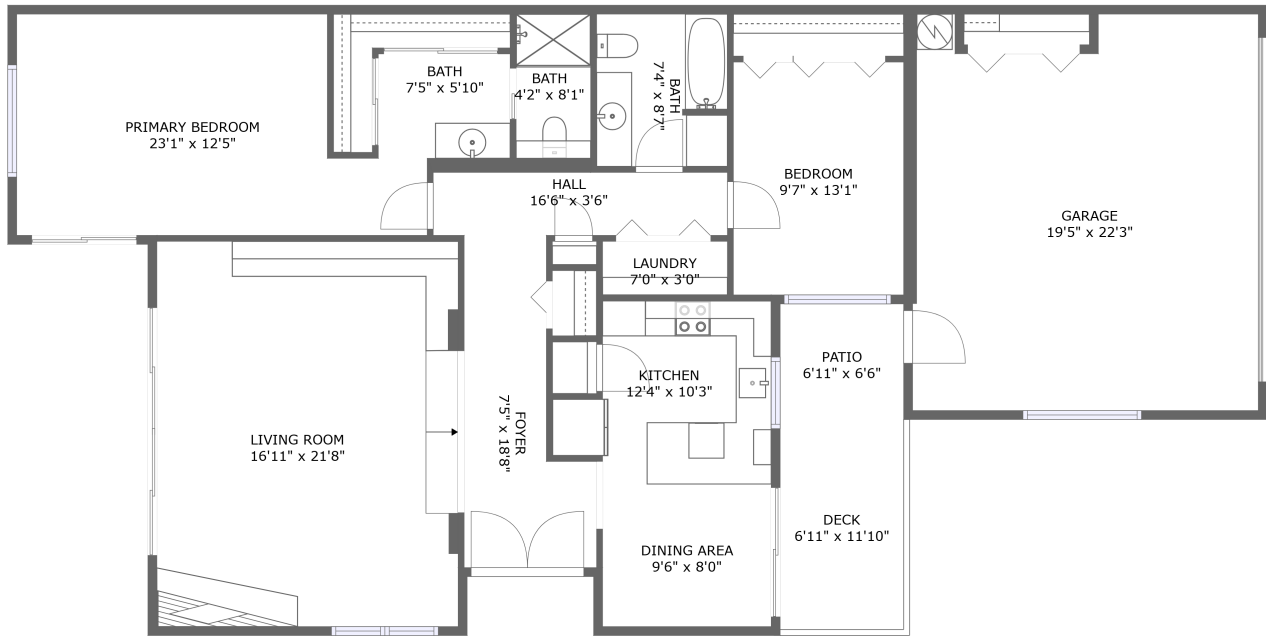 PRIMARY BEDROOM
23'1" x 12'5"
BATH
7'5" x 5'10"
BATH
4'2" x 8'1"
BATH
7'4" x 8'7"
BEDROOM
9'7" x 13'1"
HALL
16'6" x 3'6"
GARAGE
19'5" x 22'3"
LAUNDRY
7'0" x 3'0"
PATIO
6'11" x 6'6"
KITCHEN
12'4" x 10'3"
FOYER
7'5" x 18'8"
LIVING ROOM
16'11" x 21'8"
DECK
6'11" x 11'10"
DINING AREA
9'6" x 8'0"